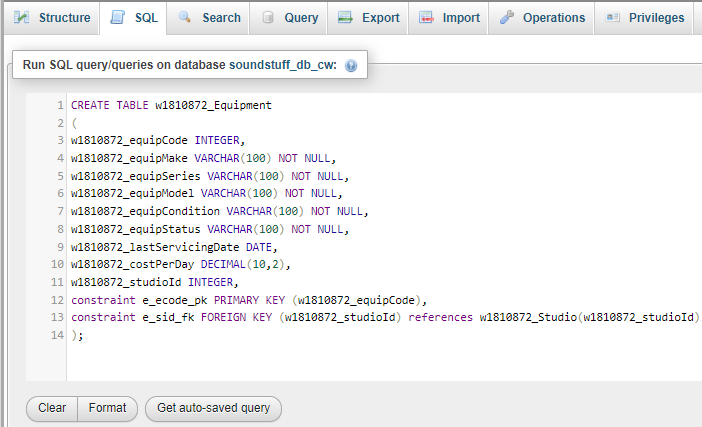 Structure SQL Search Query Export Import Operations Privileges
Run SQL query/queries on database soundstuff_db_cw:
1 CREATE TABLE w1810872_Equipment
2 (
3 w1810872_equipCode INTEGER,
4 w1810872_equipMake VARCHAR(100) NOT NULL,
5 w1810872_equipSeries VARCHAR(100) NOT NULL,
6 w1810872_equipModel VARCHAR(100) NOT NULL,
7 w1810872_equipCondition VARCHAR(100) NOT NULL,
8 w1810872_equipStatus VARCHAR(100) NOT NULL,
9 w1810872_lastServicingDate DATE,
10 w1810872_costPerDay DECIMAL(10,2),
11 w1810872_studioId INTEGER,
12 constraint e_ecode_pk PRIMARY KEY (w1810872_equipCode),
13 constraint e_sid_fk FOREIGN KEY (w1810872_studioId) references w1810872_Studio(w1810872_studioId)
14 );
Clear Format Get auto-saved query